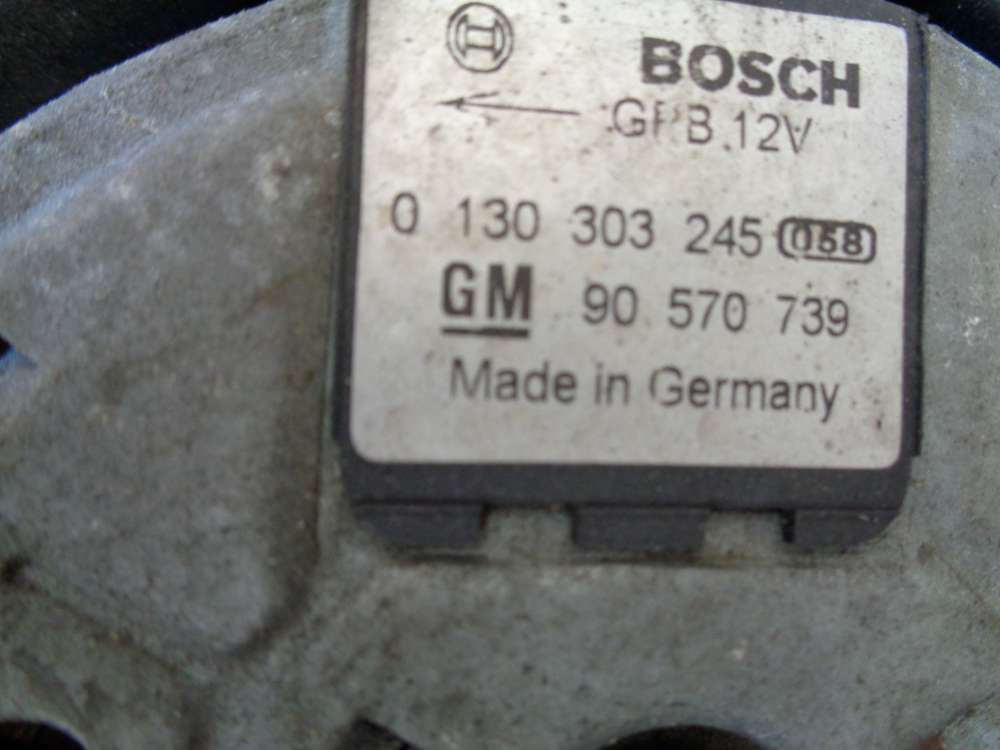 BOSCH
GPB 12V
0 130 303 245 058
GM 90 570 739
Made in Germany